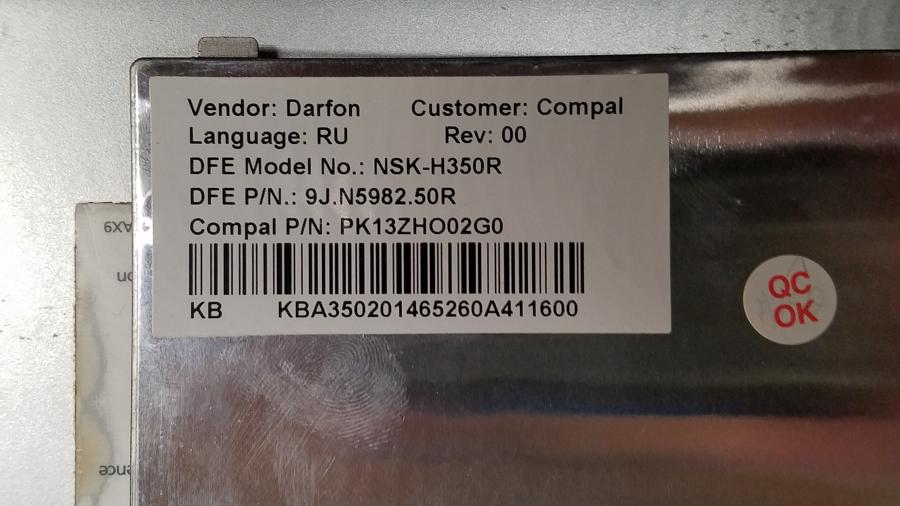 Vendor: Darfon Customer: Compal
Language: RU Rev: 00
DFE Model No.: NSK-H350R
DFE P/N.: 9J.N5982.50R
Compal P/N: PK13ZHO02G0
KB KBA350201465260A411600
QC
OK